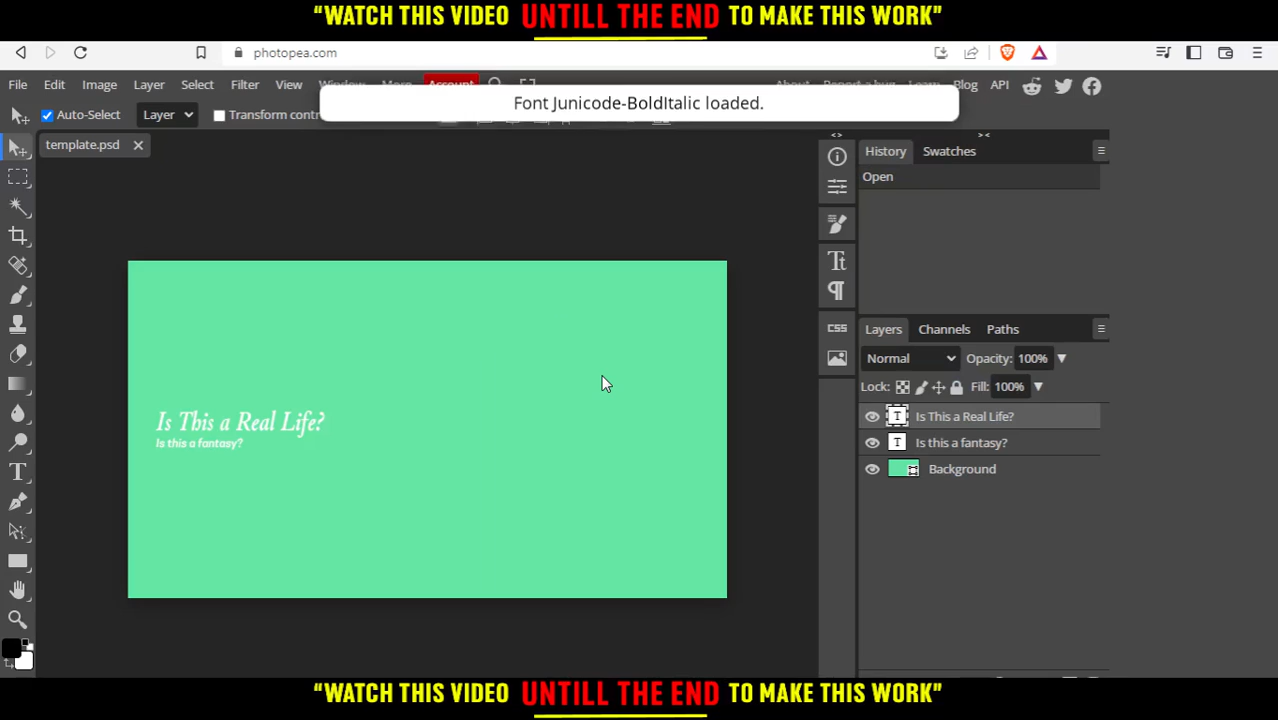 “WATCH THIS VIDEO UNTILL THE END TO MAKE THIS WORK”
photopea.com
File Edit Image Layer Select Filter View Window More Account About Report a bug Learn Blog API
Font Junicode-BoldItalic loaded.
Auto-Select Layer Transform contr
template.psd
History Swatches
Open
Is This a Real Life?
Is this a fantasy?
CSS
Layers Channels Paths
Normal Opacity: 100%
Lock: Fill: 100%
T Is This a Real Life?
T Is this a fantasy?
Background
“WATCH THIS VIDEO UNTILL THE END TO MAKE THIS WORK”